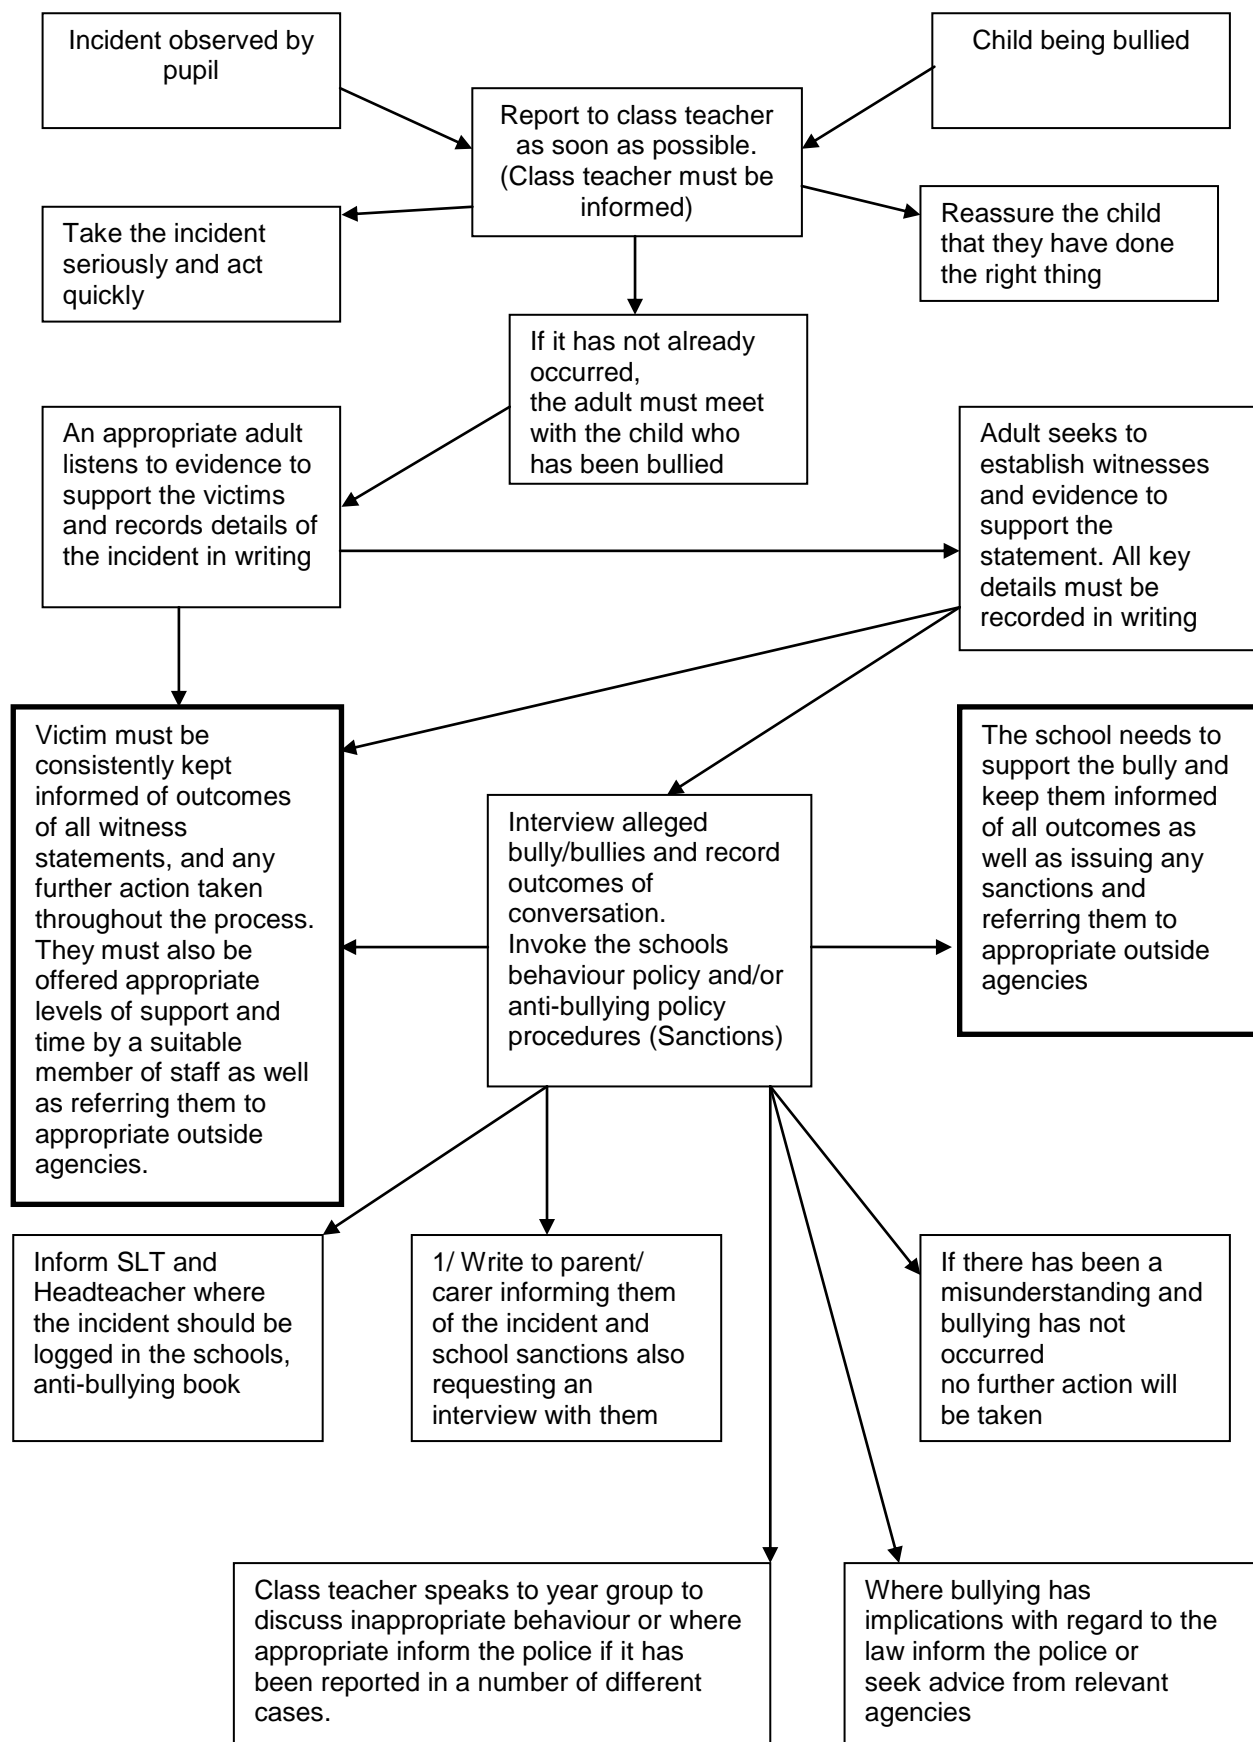 Incident observed by
pupil
Child being bullied
Report to class teacher
as soon as possible.
(Class teacher must be
informed)
Take the incident
seriously and act
quickly
Reassure the child
that they have done
the right thing
If it has not already
occurred,
the adult must meet
with the child who
has been bullied
An appropriate adult
listens to evidence to
support the victims
and records details of
the incident in writing
Adult seeks to
establish witnesses
and evidence to
support the
statement. All key
details must be
recorded in writing
Victim must be
consistently kept
informed of outcomes
of all witness
statements, and any
further action taken
throughout the process.
They must also be
offered appropriate
levels of support and
time by a suitable
member of staff as well
as referring them to
appropriate outside
agencies.
Interview alleged
bully/bullies and record
outcomes of
conversation.
Invoke the schools
behaviour policy and/or
anti-bullying policy
procedures (Sanctions)
The school needs to
support the bully and
keep them informed
of all outcomes as
well as issuing any
sanctions and
referring them to
appropriate outside
agencies
Inform SLT and
Headteacher where
the incident should be
logged in the schools,
anti-bullying book
1/ Write to parent/
carer informing them
of the incident and
school sanctions also
requesting an
interview with them
If there has been a
misunderstanding and
bullying has not
occurred
no further action will
be taken
Class teacher speaks to year group to
discuss inappropriate behaviour or where
appropriate inform the police if it has
been reported in a number of different
cases.
Where bullying has
implications with regard to the
law inform the police or
seek advice from relevant
agencies